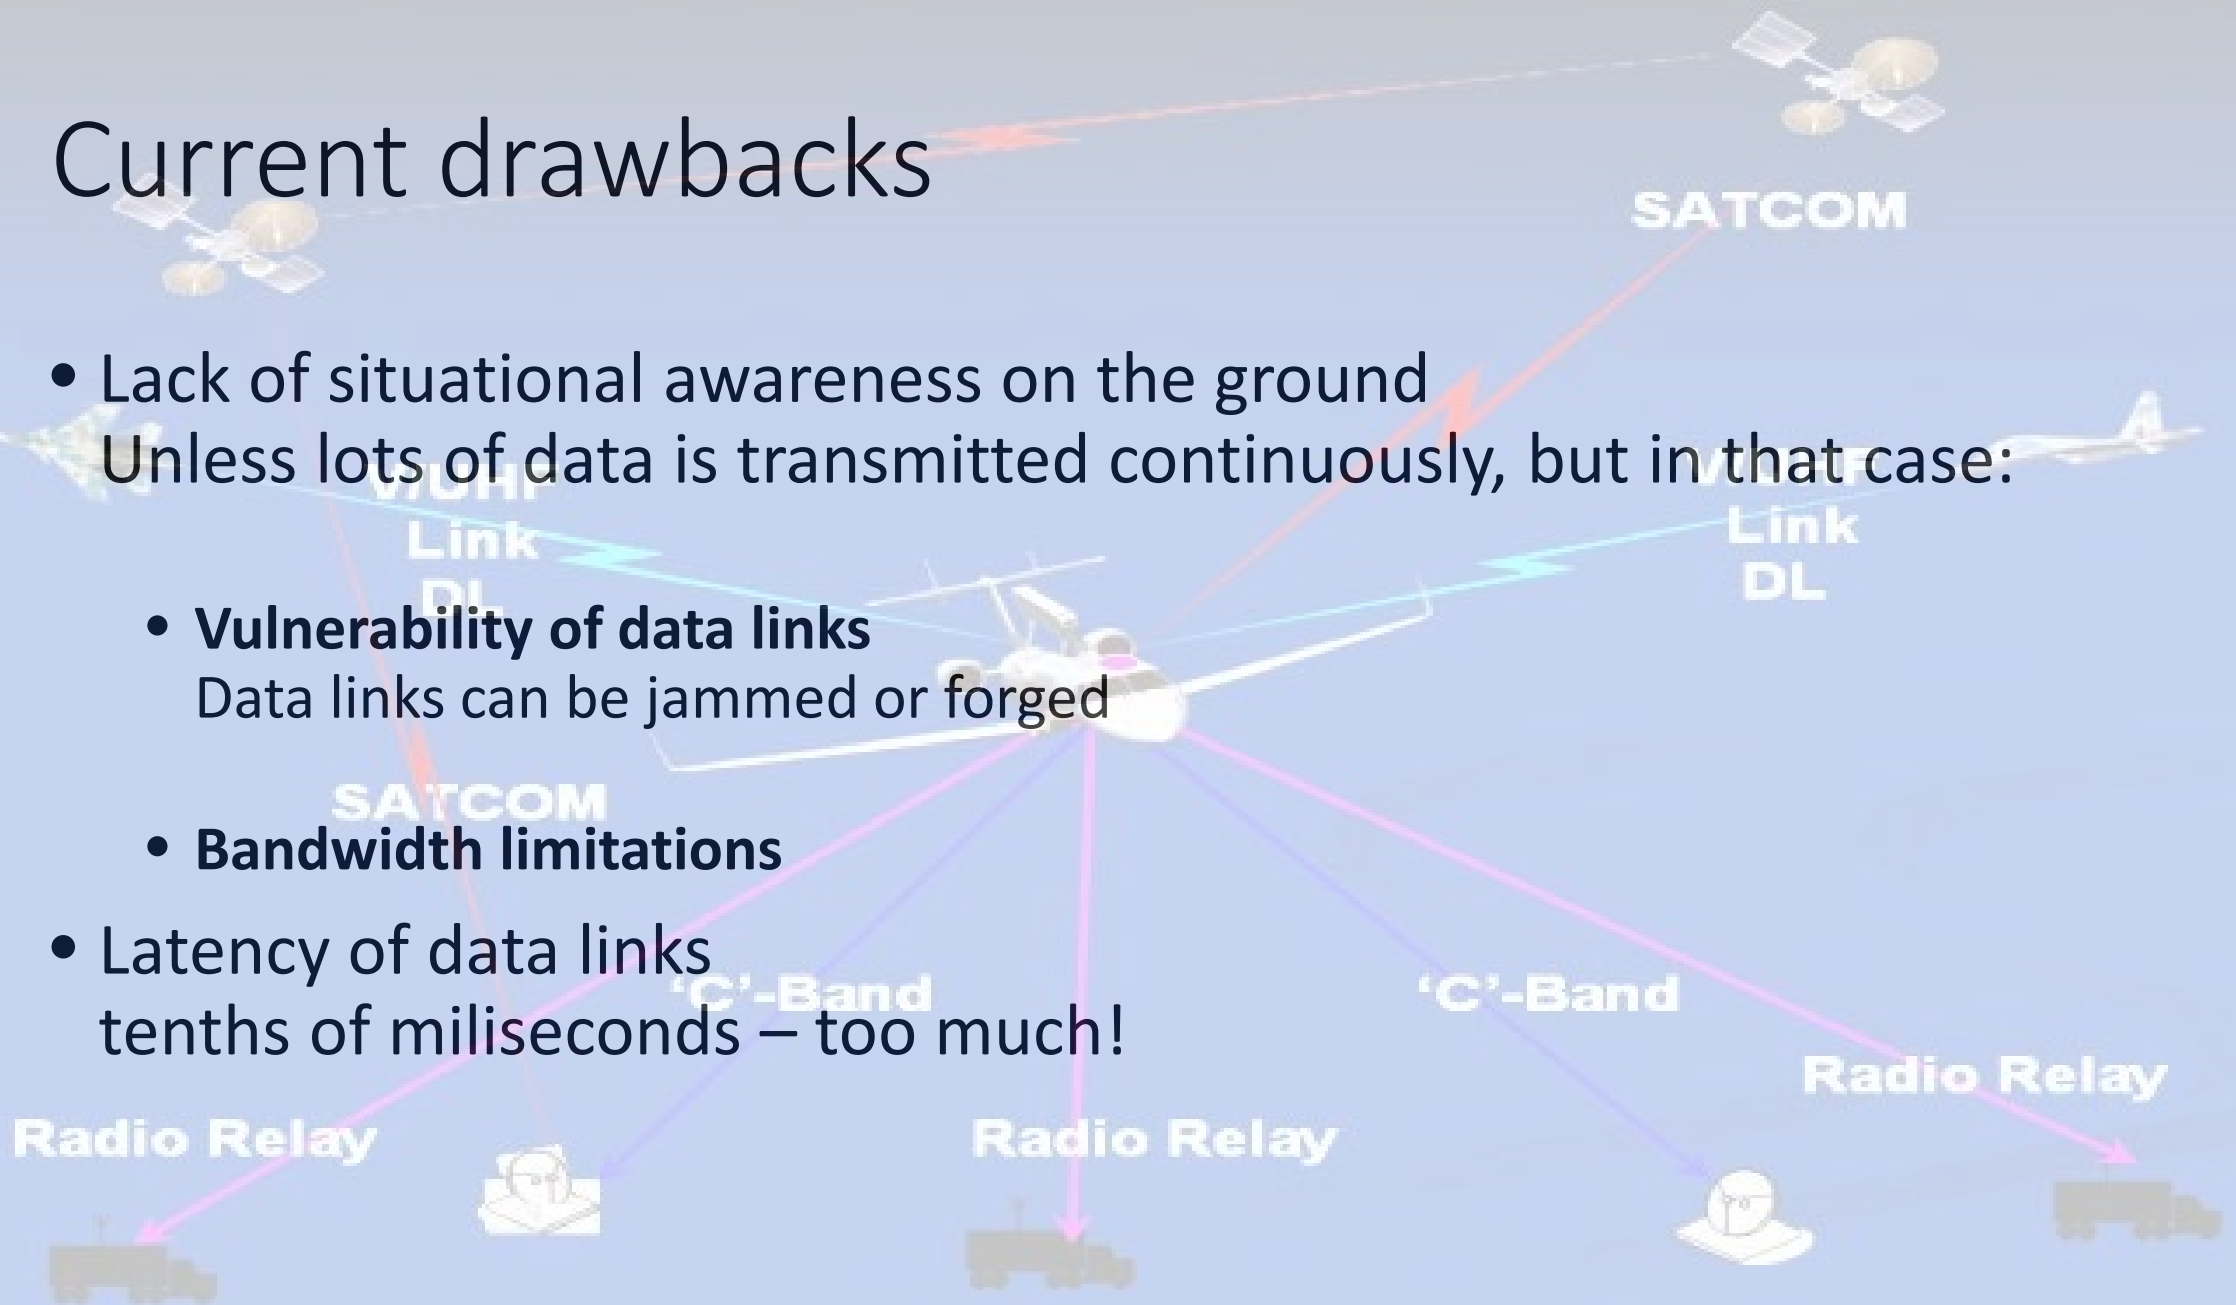 Current drawbacks
SATCOM
• Lack of situational awareness on the ground
Unless lots of data is transmitted continuously, but in that case:
V/UHF
Link
DL
V/UHF
Link
DL
• Vulnerability of data links
Data links can be jammed or forged
SATCOM
• Bandwidth limitations
• Latency of data links
tenths of miliseconds – too much!
‘C’-Band
‘C’-Band
Radio Relay
Radio Relay
Radio Relay